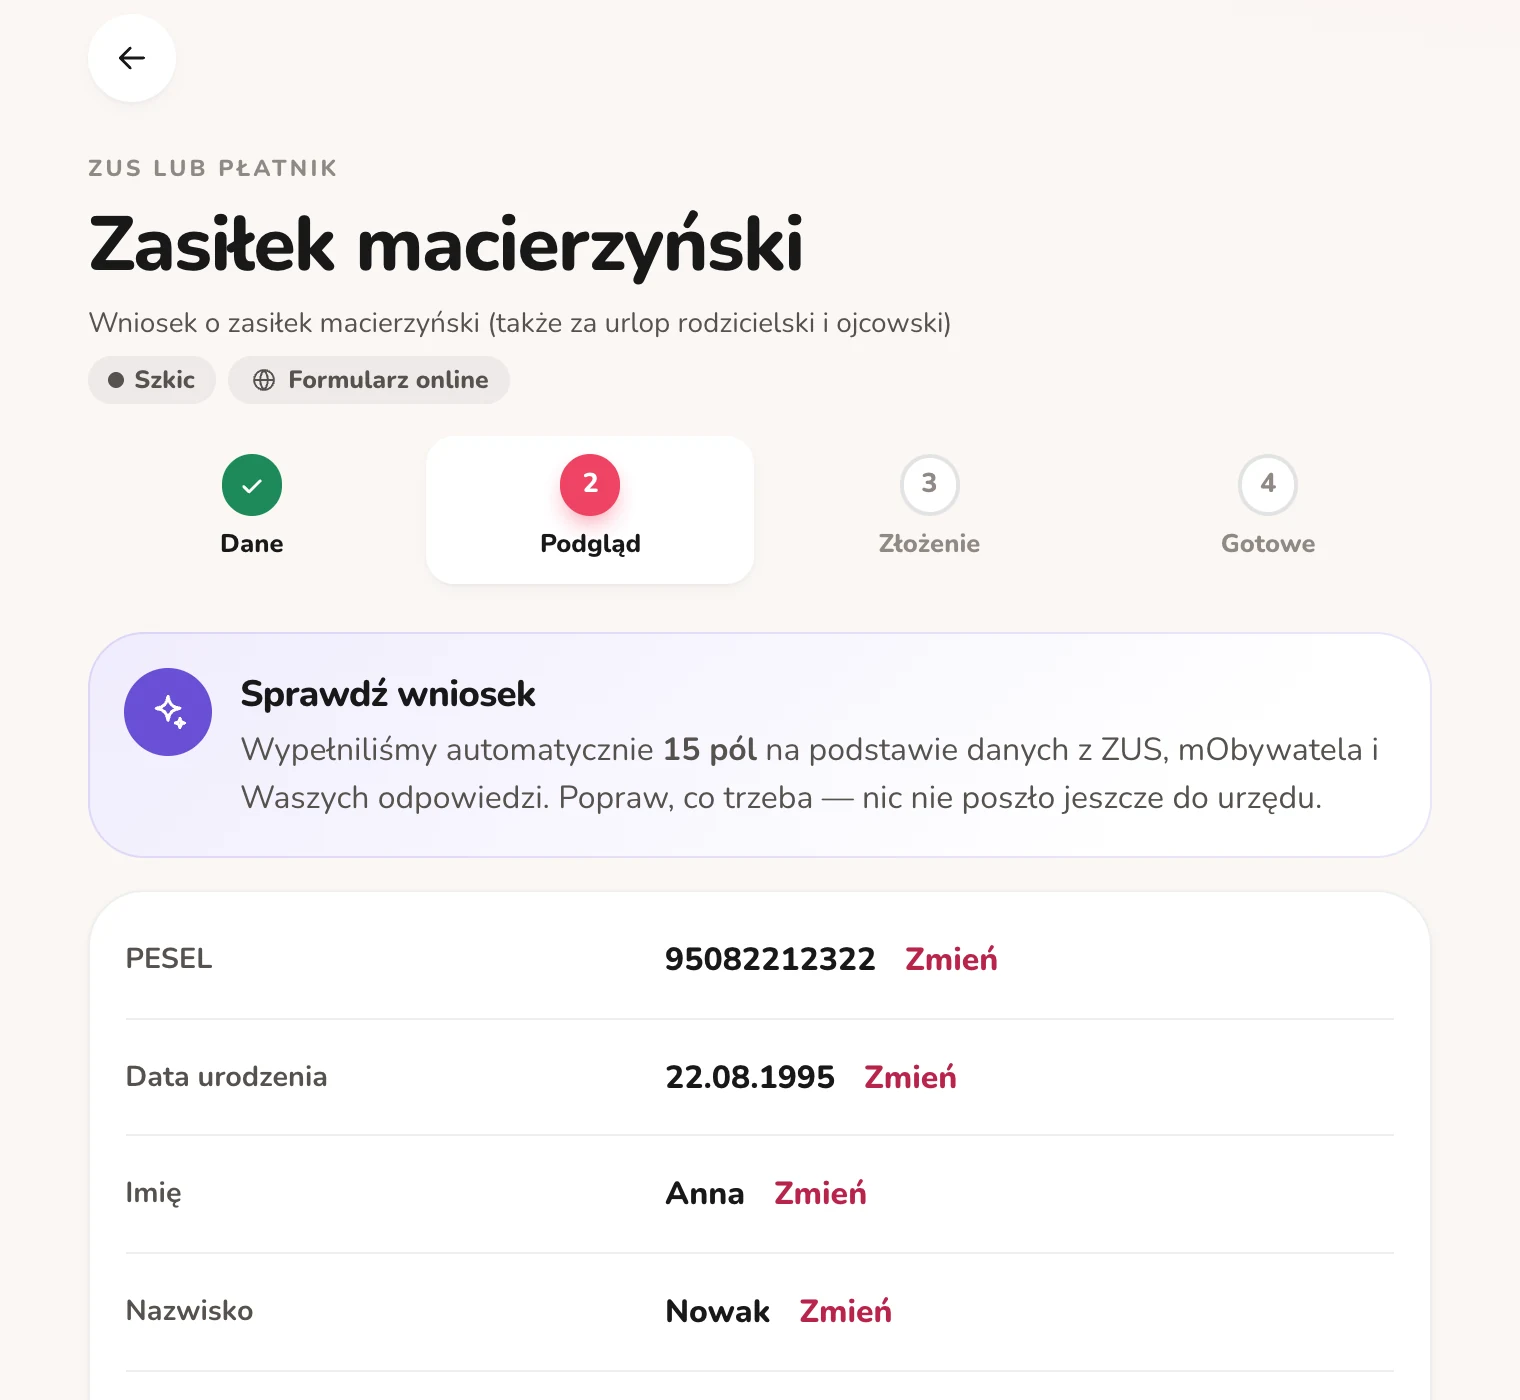 ZUS LUB PŁATNIK
Zasiłek macierzyński
Wniosek o zasiłek macierzyński (także za urlop rodzicielski i ojcowski)
Szkic
Formularz online
2
3
4
Dane
Podgląd
Złożenie
Gotowe
Sprawdź wniosek
Wypełniliśmy automatycznie 15 pól na podstawie danych z ZUS, mObywatela i
Waszych odpowiedzi. Popraw, co trzeba — nic nie poszło jeszcze do urzędu.
PESEL 95082212322 Zmień
Data urodzenia 22.08.1995 Zmień
Imię Anna Zmień
Nazwisko Nowak Zmień